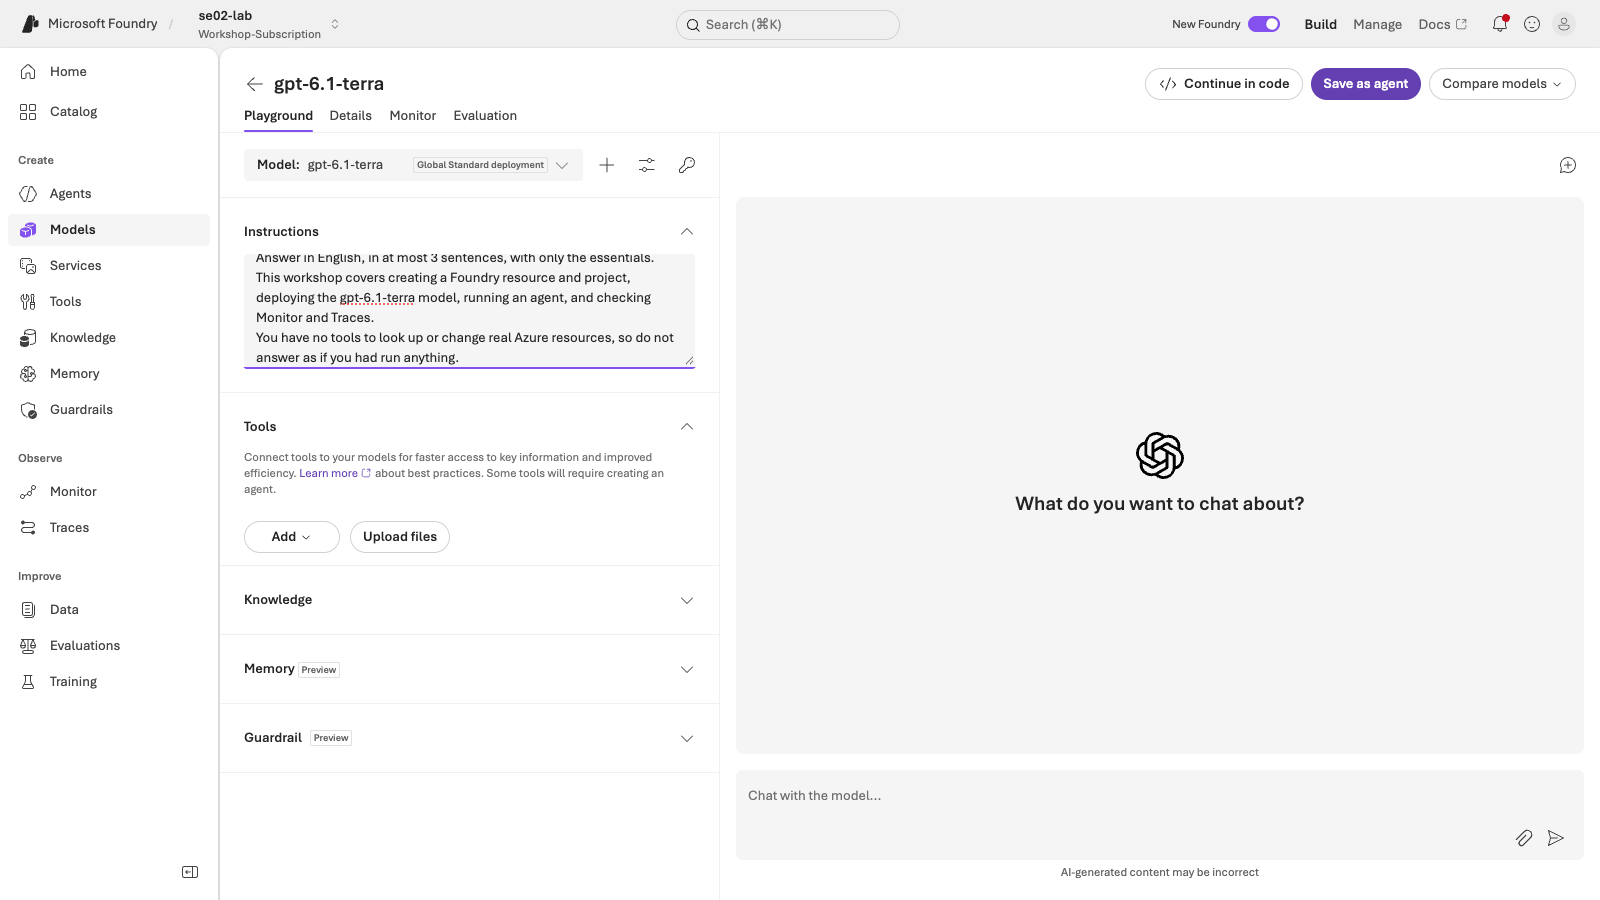 Microsoft Foundry
/
se02-lab
Workshop-Subscription
Search (⌘K)
New Foundry
Build
Manage
Docs
Home
Catalog
Create
Agents
Models
Services
Tools
Knowledge
Memory
Guardrails
Observe
Monitor
Traces
Improve
Data
Evaluations
Training
gpt-6.1-terra
Continue in code
Save as agent
Compare models
Playground
Details
Monitor
Evaluation
Model: gpt-6.1-terra
Global Standard deployment
Instructions
Answer in English, in at most 3 sentences, with only the essentials.
This workshop covers creating a Foundry resource and project,
deploying the gpt-6.1-terra model, running an agent, and checking
Monitor and Traces.
You have no tools to look up or change real Azure resources, so do not
answer as if you had run anything.
Tools
Connect tools to your models for faster access to key information and improved
efficiency. Learn more about best practices. Some tools will require creating an
agent.
Add
Upload files
Knowledge
Memory Preview
Guardrail Preview
What do you want to chat about?
Chat with the model...
AI-generated content may be incorrect